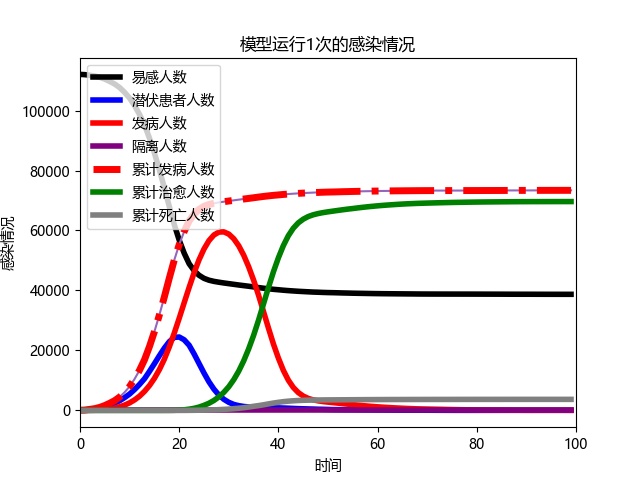 模型运行1次的感染情况
感染情况
100000
80000
60000
40000
20000
0
易感人数
潜伏患者人数
发病人数
隔离人数
累计发病人数
累计治愈人数
累计死亡人数
0 20 40 60 80 100
时间